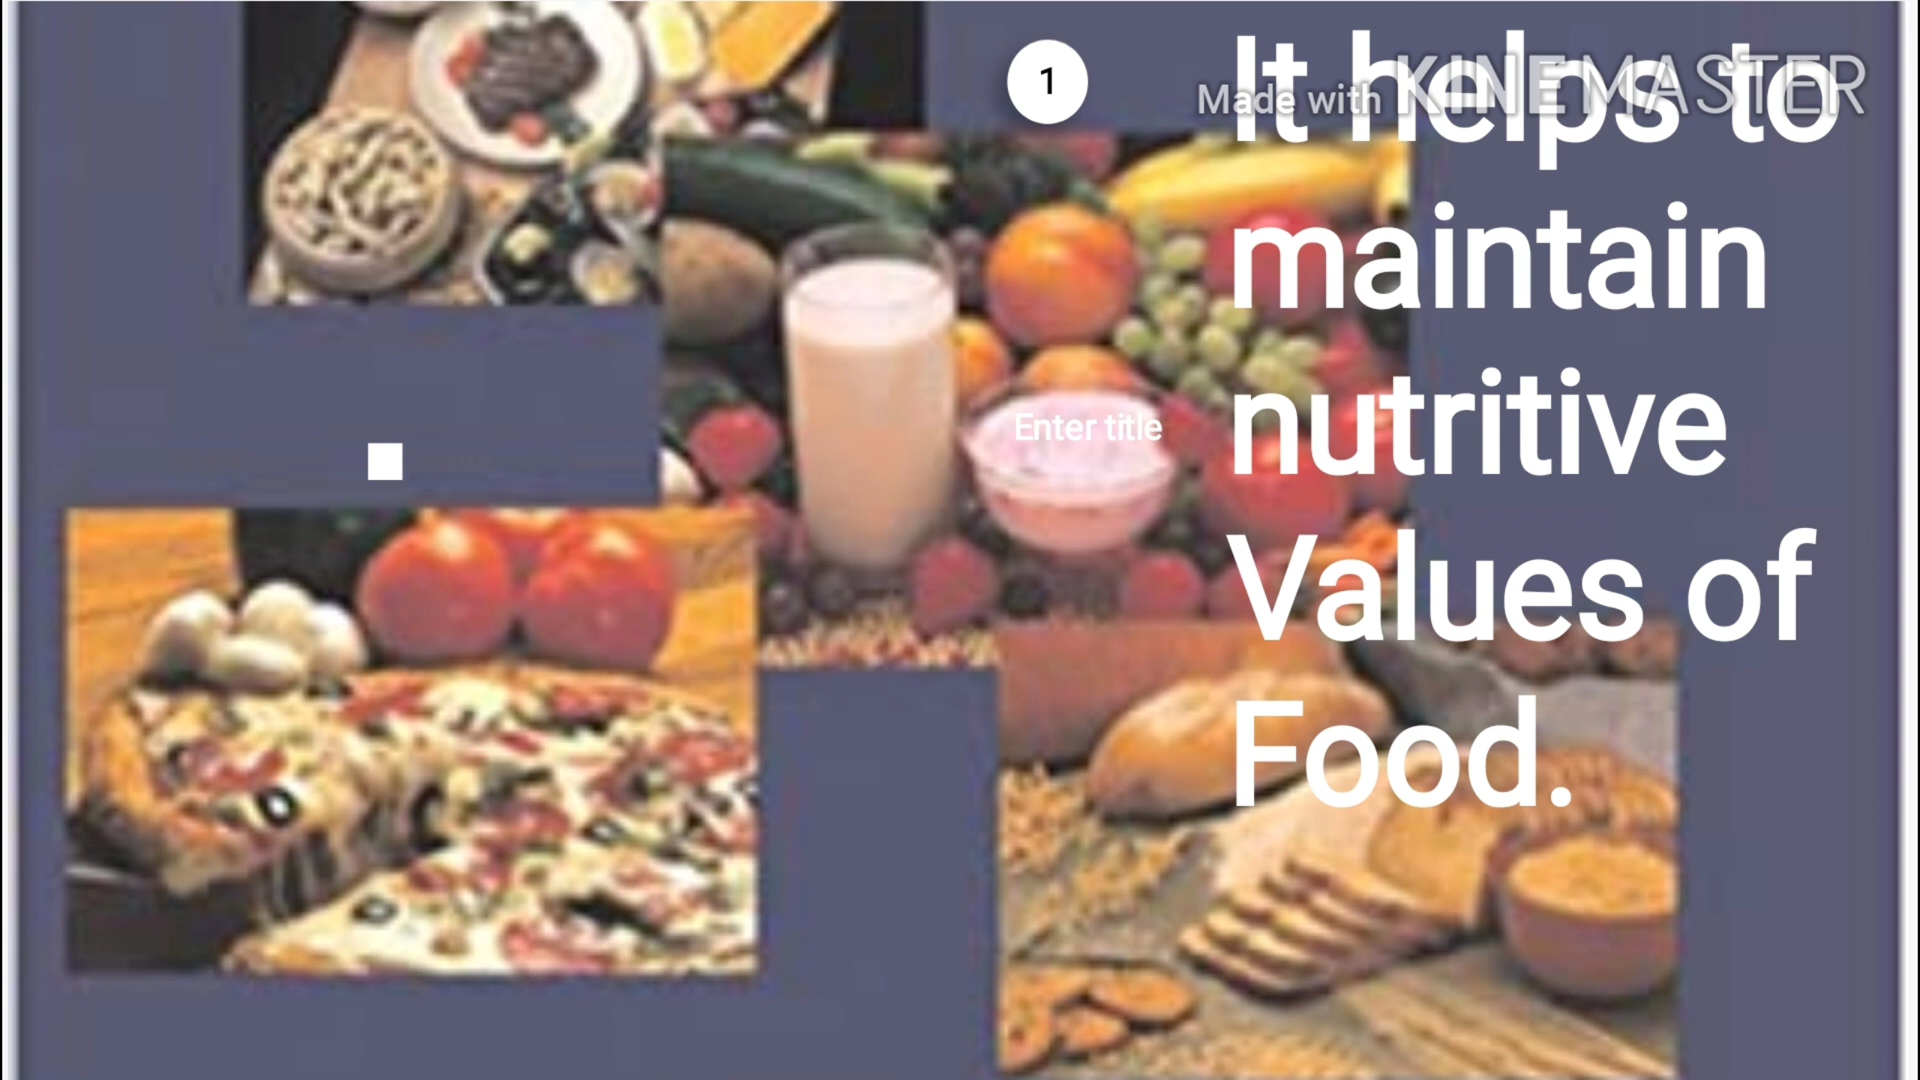 1
It helps to
Made with KINEMASTER
maintain
nutritive
Enter title
Values of
Food.